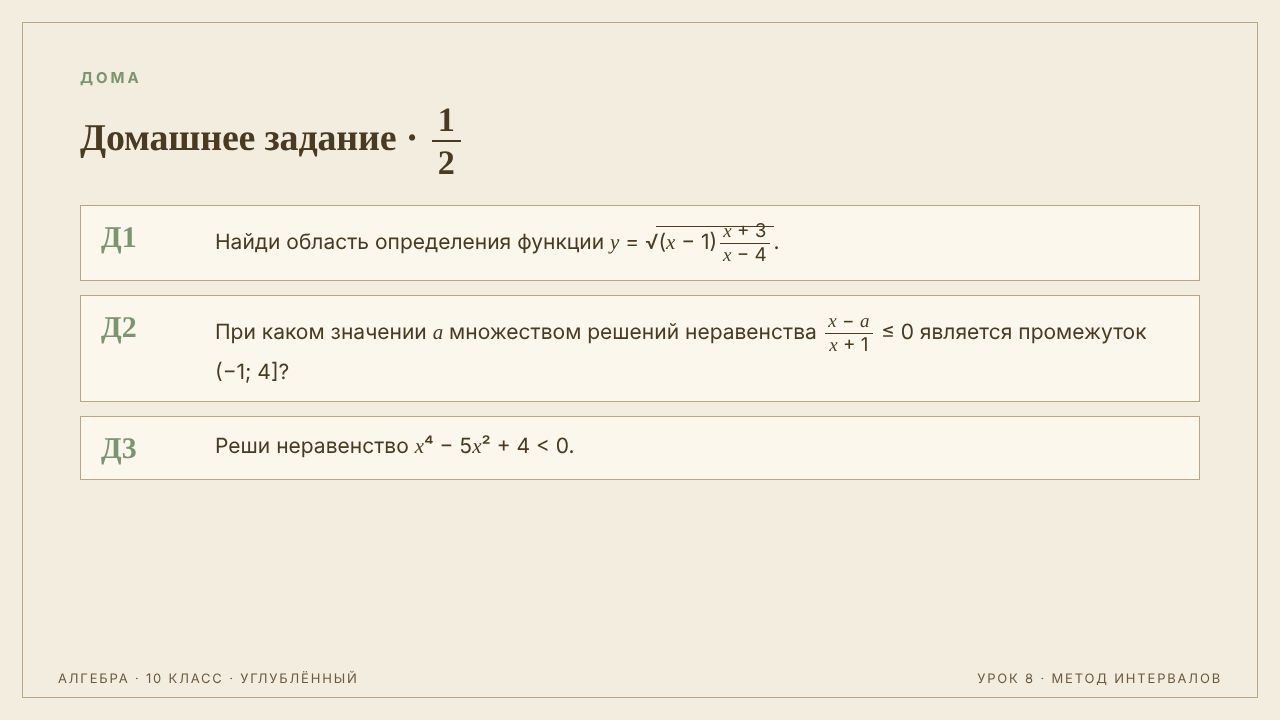 ДОМА
Домашнее задание · 1/2
Д1
Найди область определения функции y = √(x − 1) (x + 3)/(x − 4).
Д2
При каком значении a множеством решений неравенства (x − a)/(x + 1) ≤ 0 является промежуток
(−1; 4]?
Д3
Реши неравенство x⁴ − 5x² + 4 < 0.
АЛГЕБРА · 10 КЛАСС · УГЛУБЛЁННЫЙ
УРОК 8 · МЕТОД ИНТЕРВАЛОВ